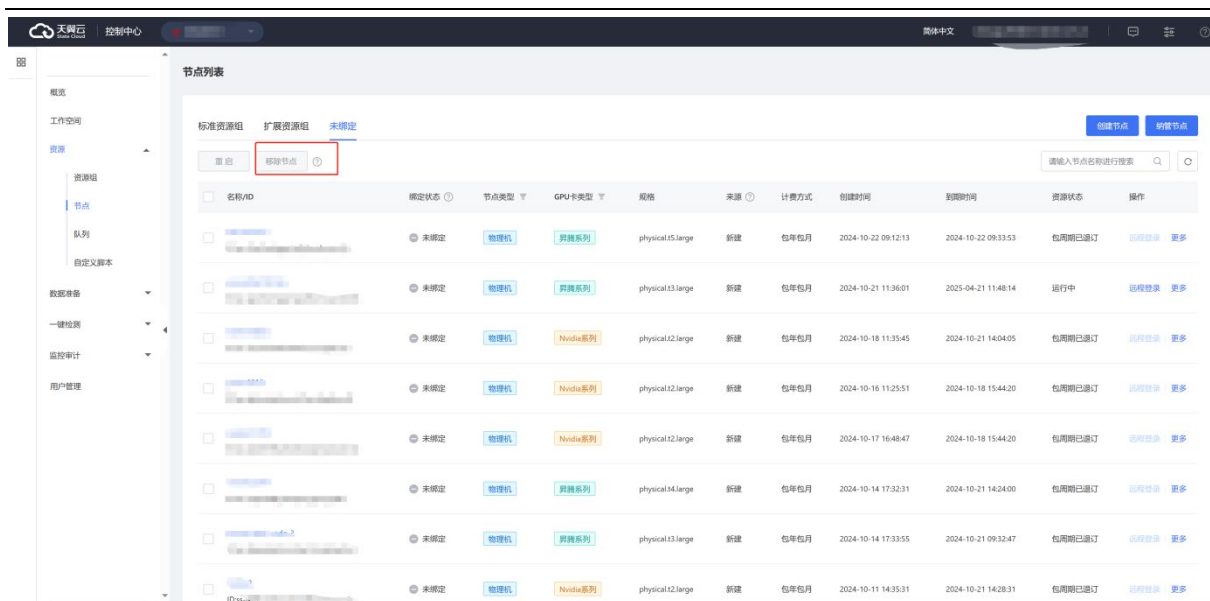 天翼云 控制中心 简体中文
State Cloud
节点列表
概览
工作空间
资源
资源组
节点
队列
自定义脚本
数据准备
一键检测
监控审计
用户管理
标准资源组 扩展资源组 未绑定 创建节点 纳管节点
重启 移除节点 请输入节点名称进行搜索
名称/ID 绑定状态 节点类型 GPU卡类型 规格 来源 计费方式 创建时间 到期时间 资源状态 操作
未绑定 物理机 昇腾系列 physical.t5.large 新建 包年包月 2024-10-22 09:12:13 2024-10-22 09:33:53 包周期已退订 远程登录 更多
未绑定 物理机 昇腾系列 physical.t3.large 新建 包年包月 2024-10-21 11:36:01 2025-04-21 11:48:14 运行中 远程登录 更多
未绑定 物理机 Nvidia系列 physical.t2.large 新建 包年包月 2024-10-18 11:35:45 2024-10-21 14:04:05 包周期已退订 远程登录 更多
未绑定 物理机 Nvidia系列 physical.t2.large 新建 包年包月 2024-10-16 11:25:51 2024-10-18 15:44:20 包周期已退订 远程登录 更多
未绑定 物理机 Nvidia系列 physical.t2.large 新建 包年包月 2024-10-17 16:48:47 2024-10-18 15:44:20 包周期已退订 远程登录 更多
未绑定 物理机 昇腾系列 physical.t4.large 新建 包年包月 2024-10-14 17:32:31 2024-10-21 14:24:00 包周期已退订 远程登录 更多
未绑定 物理机 昇腾系列 physical.t3.large 新建 包年包月 2024-10-14 17:33:55 2024-10-21 09:32:47 包周期已退订 远程登录 更多
未绑定 物理机 Nvidia系列 physical.t2.large 新建 包年包月 2024-10-11 14:35:31 2024-10-21 14:28:31 包周期已退订 远程登录 更多